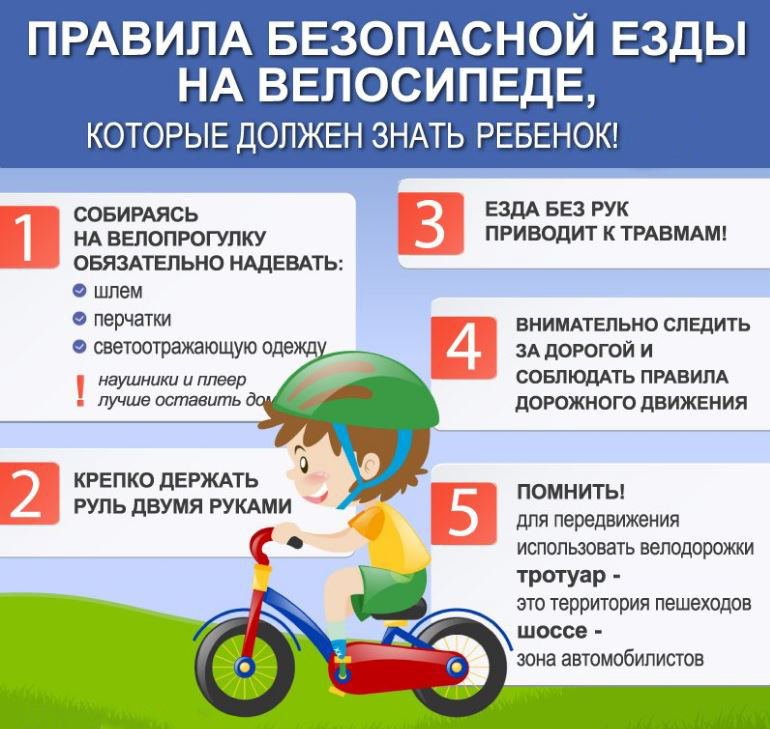 ПРАВИЛА БЕЗОПАСНОЙ ЕЗДЫ
НА ВЕЛОСИПЕДЕ,
КОТОРЫЕ ДОЛЖЕН ЗНАТЬ РЕБЕНОК!
1
СОБИРАЯСЬ
НА ВЕЛОПРОГУЛКУ
ОБЯЗАТЕЛЬНО НАДЕВАТЬ:
шлем
перчатки
светоотражающую одежду
! наушники и плеер
лучше оставить
2
КРЕПКО ДЕРЖАТЬ
РУЛЬ ДВУМЯ РУКАМИ
3
ЕЗДА БЕЗ РУК
ПРИВОДИТ К ТРАВМАМ!
4
ВНИМАТЕЛЬНО СЛЕДИТЬ
ЗА ДОРОГОЙ И
СОБЛЮДАТЬ ПРАВИЛА
ДОРОЖНОГО ДВИЖЕНИЯ
5
ПОМНИТЬ!
для передвижения
использовать велодорожки
тротуар -
это территория пешеходов
шоссе -
зона автомобилистов